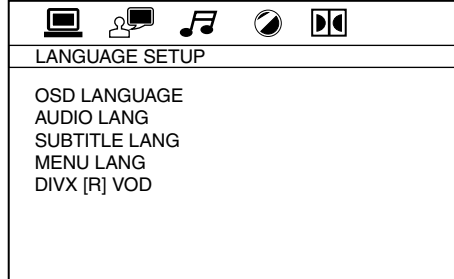 LANGUAGE SETUP
OSD LANGUAGE
AUDIO LANG
SUBTITLE LANG
MENU LANG
DIVX [R] VOD